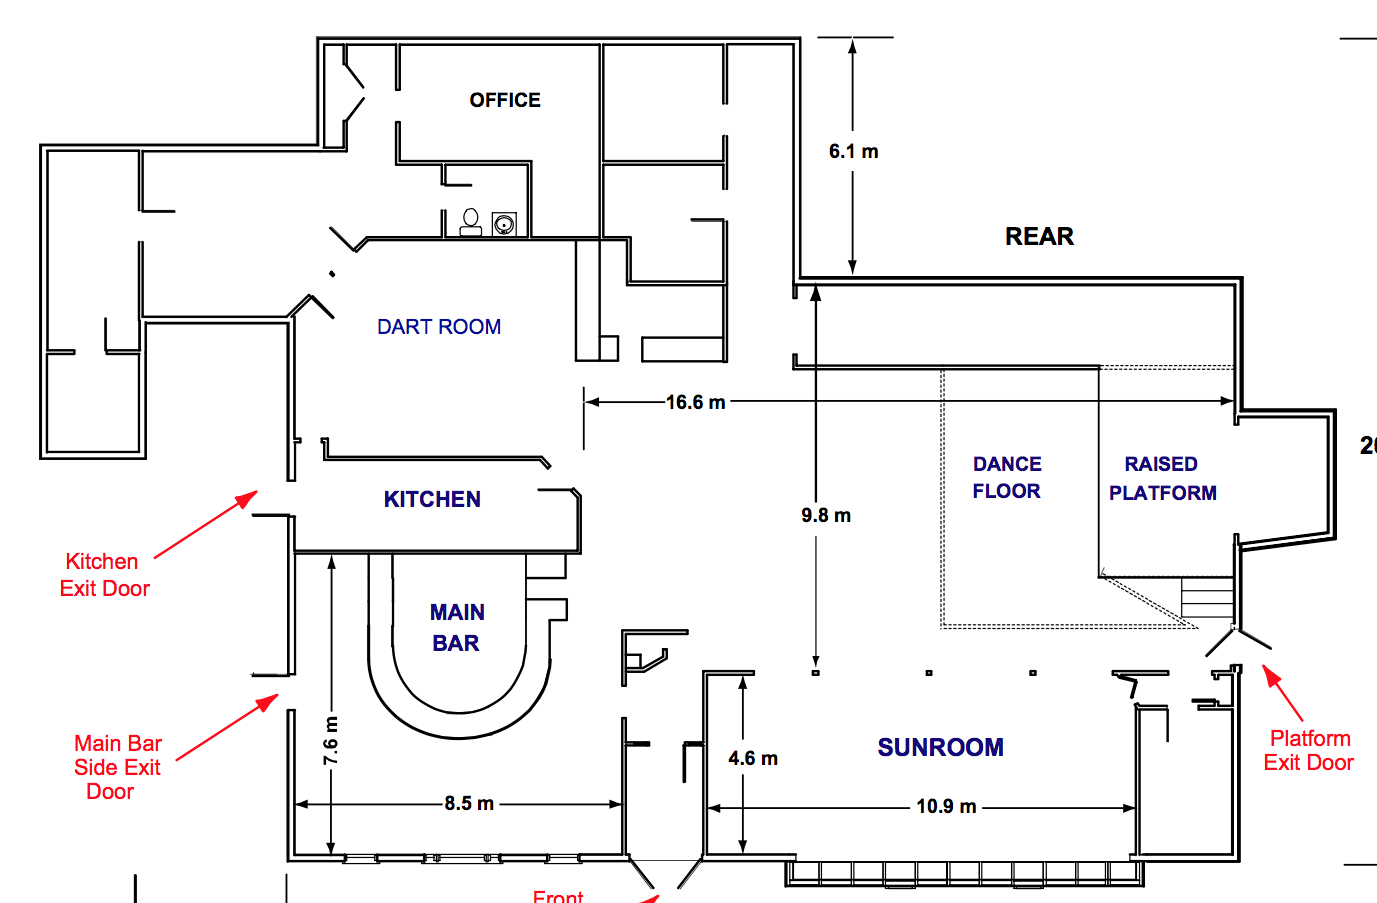 OFFICE
6.1 m
REAR
DART ROOM
16.6 m
DANCE
FLOOR
RAISED
PLATFORM
KITCHEN
9.8 m
Kitchen
Exit Door
MAIN
BAR
7.6 m
Main Bar
Side Exit
Door
SUNROOM
4.6 m
Platform
Exit Door
8.5 m
10.9 m
Front